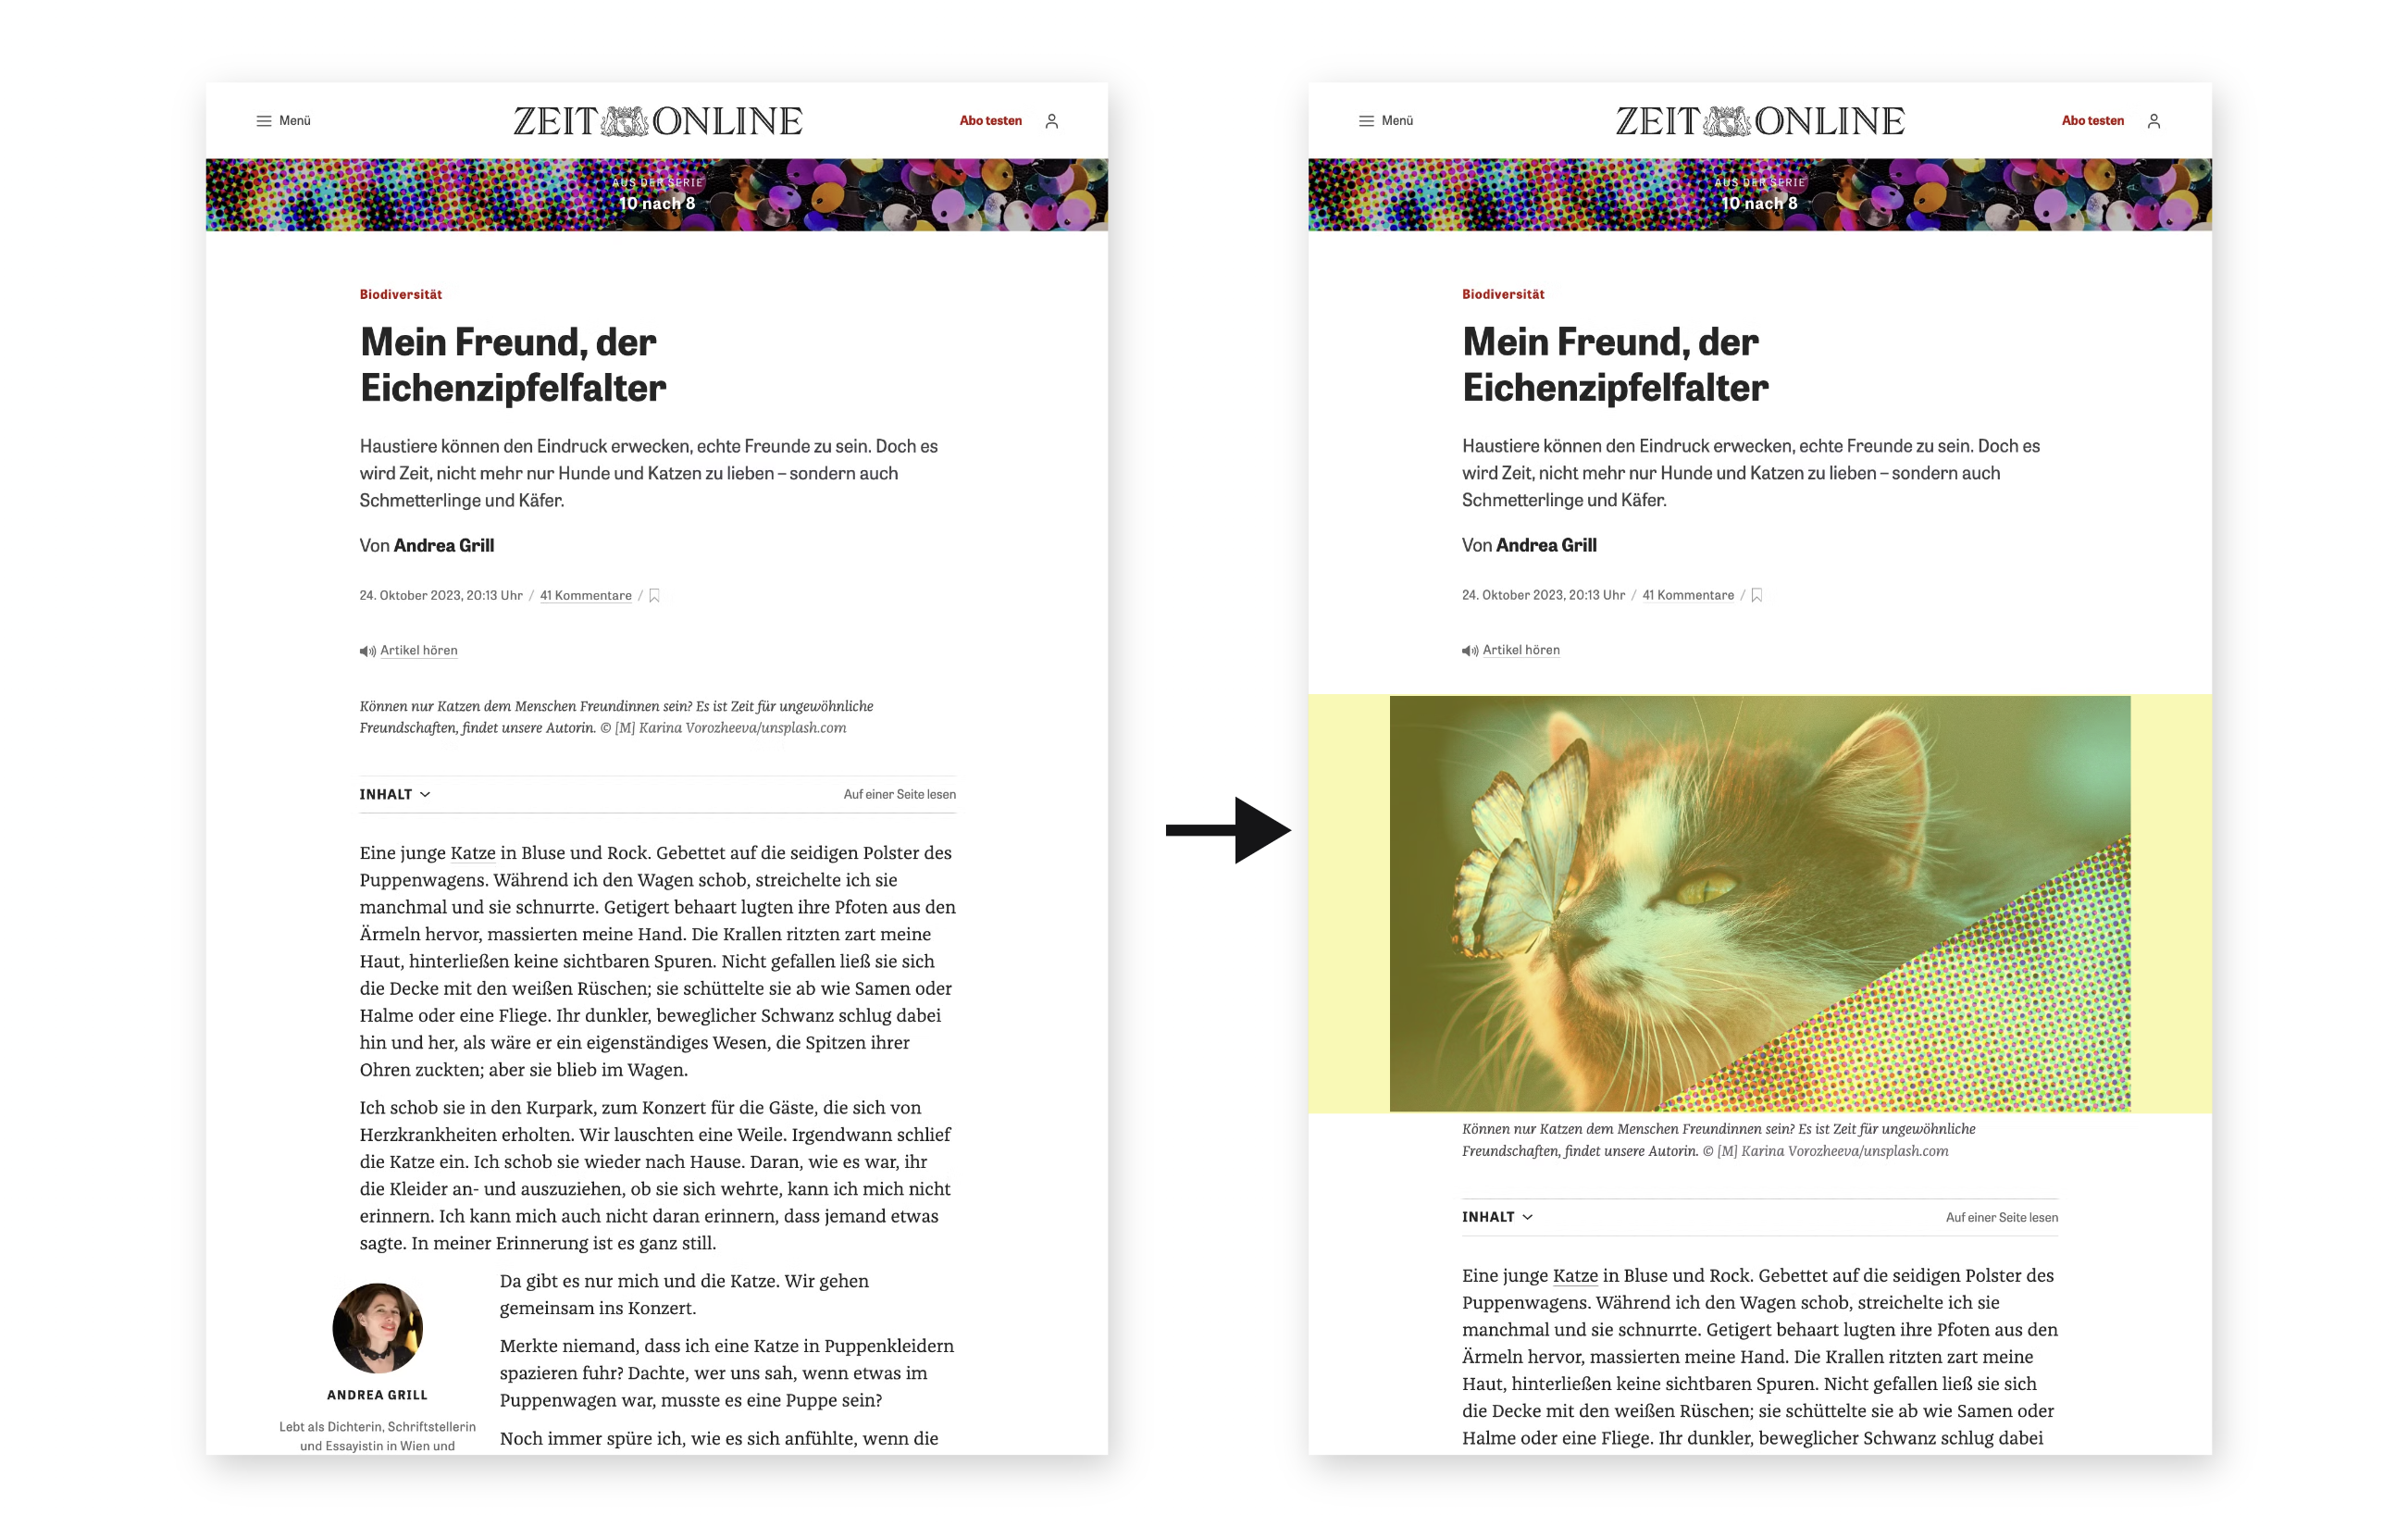 Menü
ZEIT ONLINE
Abo testen
AUS DER SERIE
10 nach 8
Biodiversität
Mein Freund, der
Eichenzipfelfalter
Haustiere können den Eindruck erwecken, echte Freunde zu sein. Doch es
wird Zeit, nicht mehr nur Hunde und Katzen zu lieben – sondern auch
Schmetterlinge und Käfer.
Von Andrea Grill
24. Oktober 2023, 20:13 Uhr / 41 Kommentare /
Artikel hören
Können nur Katzen dem Menschen Freundinnen sein? Es ist Zeit für ungewöhnliche
Freundschaften, findet unsere Autorin. © [M] Karina Vorozheeva/unsplash.com
INHALT
Auf einer Seite lesen
Eine junge Katze in Bluse und Rock. Gebettet auf die seidigen Polster des
Puppenwagens. Während ich den Wagen schob, streichelte ich sie
manchmal und sie schnurrte. Getigert behaart lugten ihre Pfoten aus den
Ärmeln hervor, massierten meine Hand. Die Krallen ritzten zart meine
Haut, hinterließen keine sichtbaren Spuren. Nicht gefallen ließ sie sich
die Decke mit den weißen Rüschen; sie schüttelte sie ab wie Samen oder
Halme oder eine Fliege. Ihr dunkler, beweglicher Schwanz schlug dabei
hin und her, als wäre er ein eigenständiges Wesen, die Spitzen ihrer
Ohren zuckten; aber sie blieb im Wagen.
Ich schob sie in den Kurpark, zum Konzert für die Gäste, die sich von
Herzkrankheiten erholten. Wir lauschten eine Weile. Irgendwann schlief
die Katze ein. Ich schob sie wieder nach Hause. Daran, wie es war, ihr
die Kleider an- und auszuziehen, ob sie sich wehrte, kann ich mich nicht
erinnern. Ich kann mich auch nicht daran erinnern, dass jemand etwas
sagte. In meiner Erinnerung ist es ganz still.
Da gibt es nur mich und die Katze. Wir gehen
gemeinsam ins Konzert.
Merkte niemand, dass ich eine Katze in Puppenkleidern
spazieren fuhr? Dachte, wer uns sah, wenn etwas im
Puppenwagen war, musste es eine Puppe sein?
Noch immer spüre ich, wie es sich anfühlte, wenn die
ANDREA GRILL
Lebt als Dichterin, Schriftstellerin
und Essayistin in Wien und
Menü
ZEIT ONLINE
Abo testen
AUS DER SERIE
10 nach 8
Biodiversität
Mein Freund, der
Eichenzipfelfalter
Haustiere können den Eindruck erwecken, echte Freunde zu sein. Doch es
wird Zeit, nicht mehr nur Hunde und Katzen zu lieben – sondern auch
Schmetterlinge und Käfer.
Von Andrea Grill
24. Oktober 2023, 20:13 Uhr / 41 Kommentare /
Artikel hören
Können nur Katzen dem Menschen Freundinnen sein? Es ist Zeit für ungewöhnliche
Freundschaften, findet unsere Autorin. © [M] Karina Vorozheeva/unsplash.com
INHALT
Auf einer Seite lesen
Eine junge Katze in Bluse und Rock. Gebettet auf die seidigen Polster des
Puppenwagens. Während ich den Wagen schob, streichelte ich sie
manchmal und sie schnurrte. Getigert behaart lugten ihre Pfoten aus den
Ärmeln hervor, massierten meine Hand. Die Krallen ritzten zart meine
Haut, hinterließen keine sichtbaren Spuren. Nicht gefallen ließ sie sich
die Decke mit den weißen Rüschen; sie schüttelte sie ab wie Samen oder
Halme oder eine Fliege. Ihr dunkler, beweglicher Schwanz schlug dabei